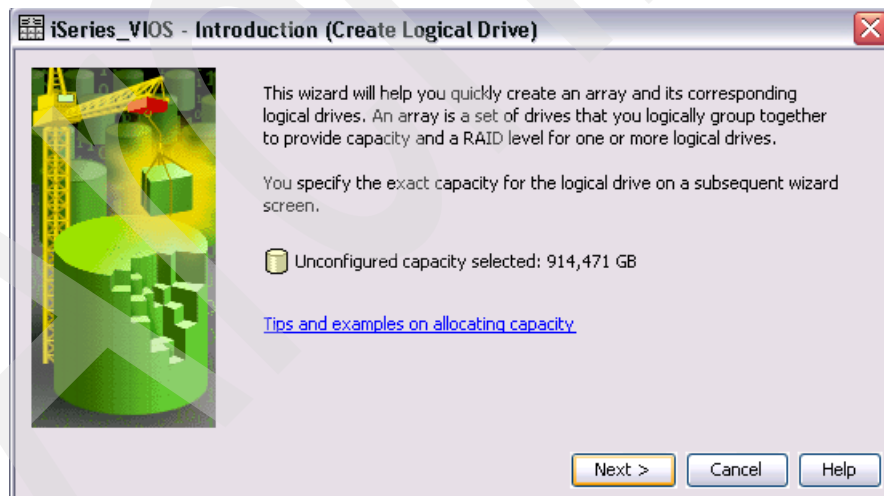 iSeries_VIOS - Introduction (Create Logical Drive)
This wizard will help you quickly create an array and its corresponding
logical drives. An array is a set of drives that you logically group together
to provide capacity and a RAID level for one or more logical drives.
You specify the exact capacity for the logical drive on a subsequent wizard
screen.
Unconfigured capacity selected: 914,471 GB
Tips and examples on allocating capacity
Next > Cancel Help